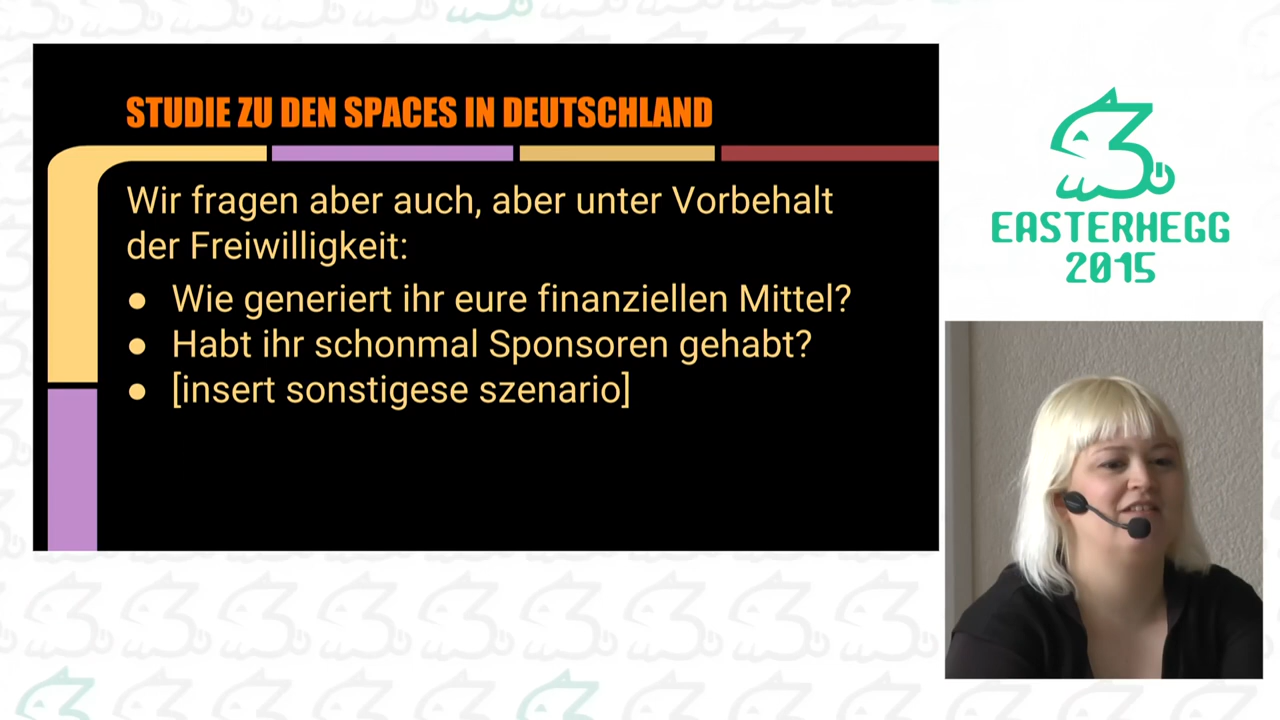 STUDIE ZU DEN SPACES IN DEUTSCHLAND
Wir fragen aber auch, aber unter Vorbehalt
der Freiwilligkeit:
● Wie generiert ihr eure finanziellen Mittel?
● Habt ihr schonmal Sponsoren gehabt?
● [insert sonstigese szenario]
EASTERHEGG
2015